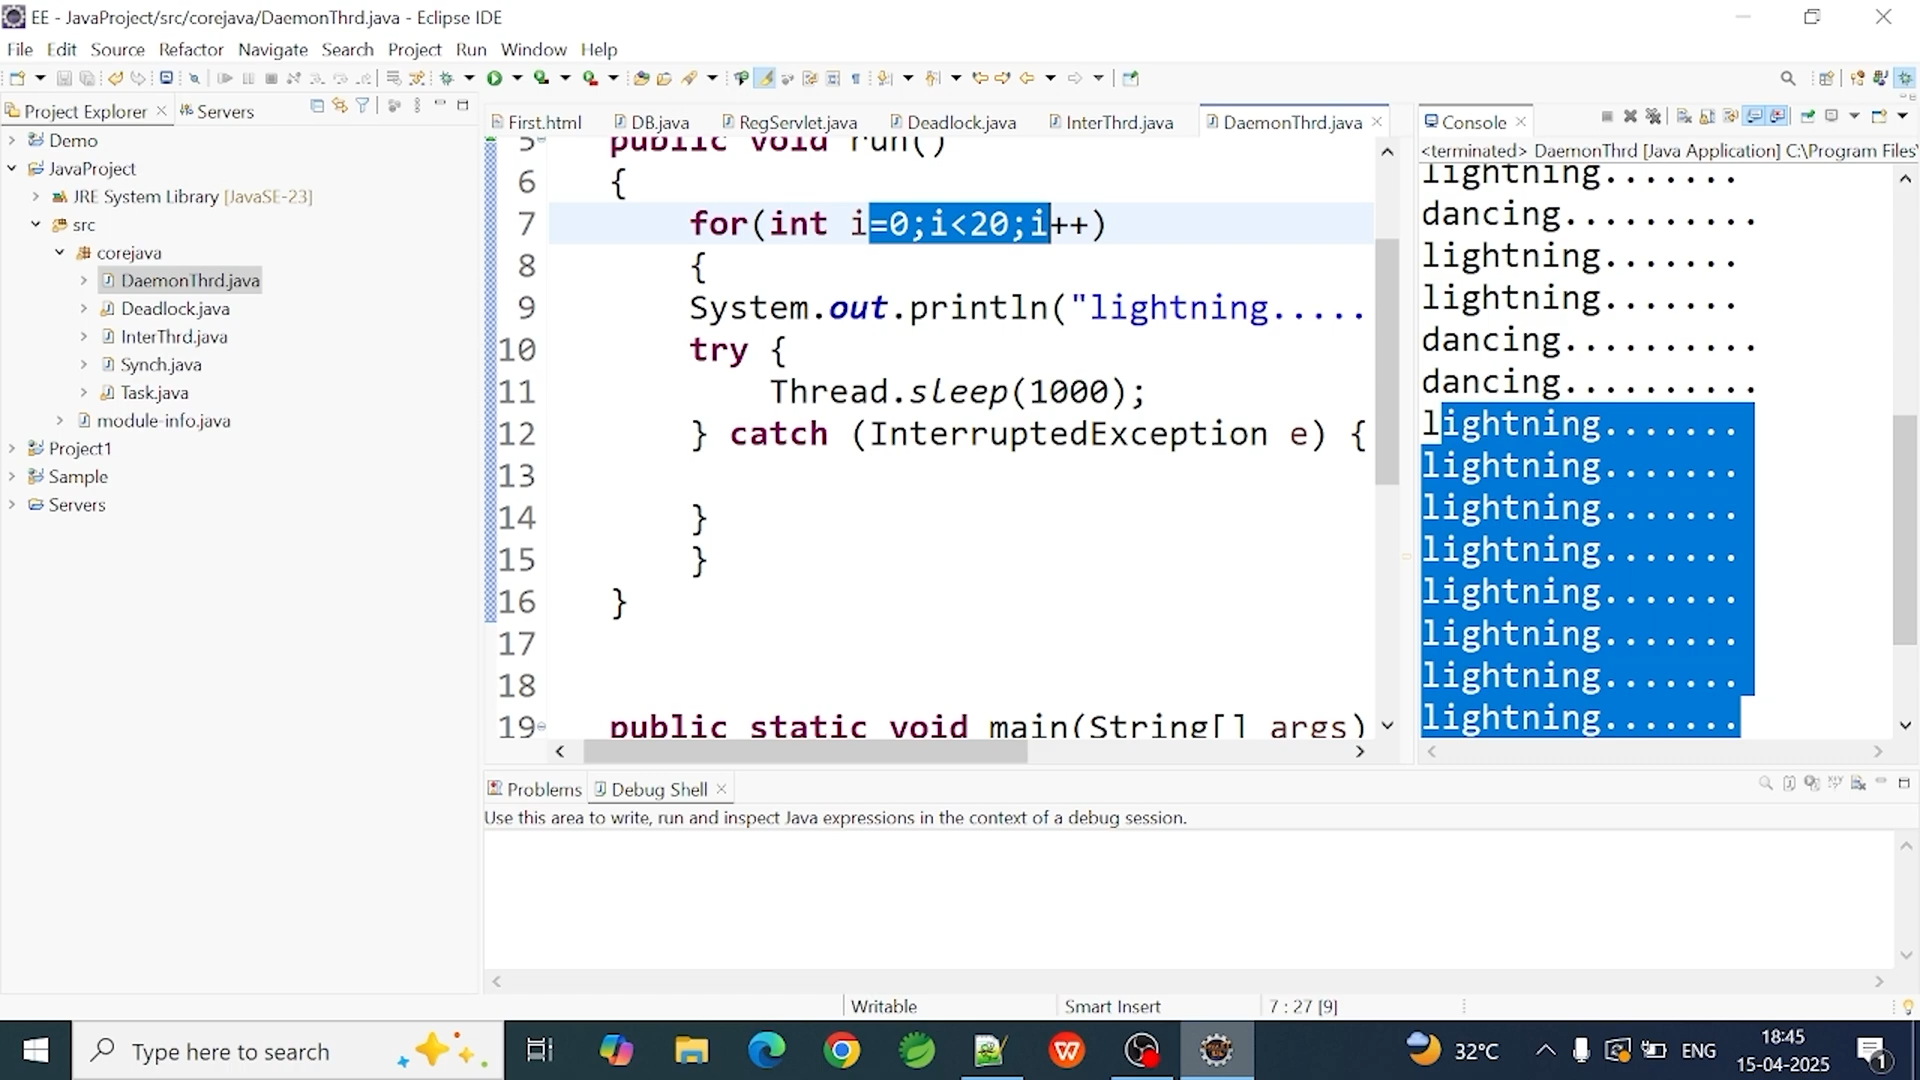 EE - JavaProject/src/corejava/DaemonThrd.java - Eclipse IDE
File Edit Source Refactor Navigate Search Project Run Window Help
Project Explorer Servers
Demo
JavaProject
JRE System Library [JavaSE-23]
src
corejava
DaemonThrd.java
Deadlock.java
InterThrd.java
Synch.java
Task.java
module-info.java
Project1
Sample
Servers
First.html DB.java RegServlet.java Deadlock.java InterThrd.java DaemonThrd.java
5 public void run()
6 {
7 for(int i=0;i<20;i++)
8 {
9 System.out.println("lightning.....
10 try {
11 Thread.sleep(1000);
12 } catch (InterruptedException e) {
13
14 }
15 }
16 }
17
18
19 public static void main(String[] args)
Console
<terminated> DaemonThrd [Java Application] C:\Program Files\
lightning.......
dancing..........
lightning.......
lightning.......
dancing..........
dancing..........
lightning.......
lightning.......
lightning.......
lightning.......
lightning.......
lightning.......
lightning.......
lightning.......
Problems Debug Shell
Use this area to write, run and inspect Java expressions in the context of a debug session.
Writable Smart Insert 7 : 27 [9]
Type here to search
32°C ENG
18:45
15-04-2025
1